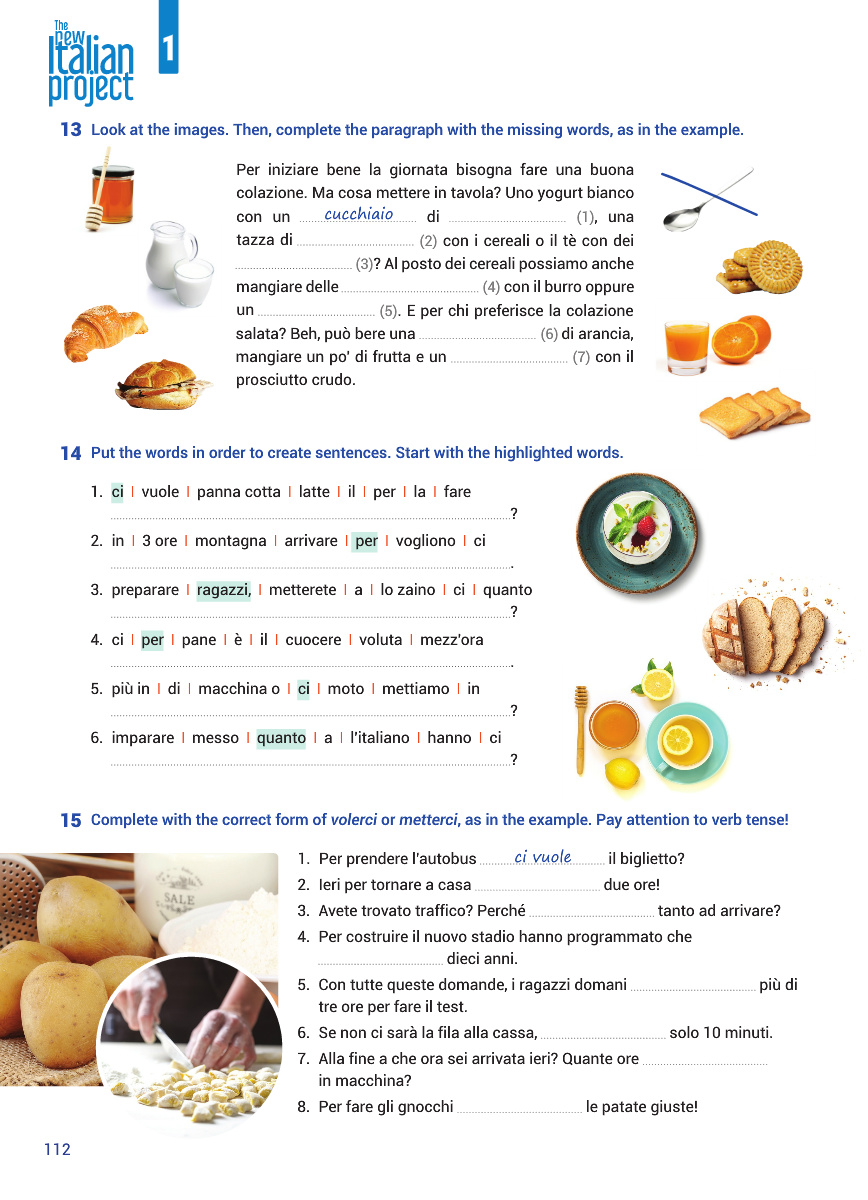 The
new
Italian
project
1
13 Look at the images. Then, complete the paragraph with the missing words, as in the example.
Per iniziare bene la giornata bisogna fare una buona
colazione. Ma cosa mettere in tavola? Uno yogurt bianco
con un cucchiaio di (1), una
tazza di (2) con i cereali o il tè con dei
(3)? Al posto dei cereali possiamo anche
mangiare delle (4) con il burro oppure
un (5). E per chi preferisce la colazione
salata? Beh, può bere una (6) di arancia,
mangiare un po' di frutta e un (7) con il
prosciutto crudo.
14 Put the words in order to create sentences. Start with the highlighted words.
1. ci | vuole | panna cotta | latte | il | per | la | fare
?
2. in | 3 ore | montagna | arrivare | per | vogliono | ci
.
3. preparare | ragazzi, | metterete | a | lo zaino | ci | quanto
?
4. ci | per | pane | è | il | cuocere | voluta | mezz'ora
.
5. più in | di | macchina o | ci | moto | mettiamo | in
?
6. imparare | messo | quanto | a | l'italiano | hanno | ci
?
15 Complete with the correct form of volerci or metterci, as in the example. Pay attention to verb tense!
SALE
1. Per prendere l'autobus ci vuole il biglietto?
2. Ieri per tornare a casa due ore!
3. Avete trovato traffico? Perché tanto ad arrivare?
4. Per costruire il nuovo stadio hanno programmato che
dieci anni.
5. Con tutte queste domande, i ragazzi domani più di
tre ore per fare il test.
6. Se non ci sarà la fila alla cassa, solo 10 minuti.
7. Alla fine a che ora sei arrivata ieri? Quante ore
in macchina?
8. Per fare gli gnocchi le patate giuste!
112